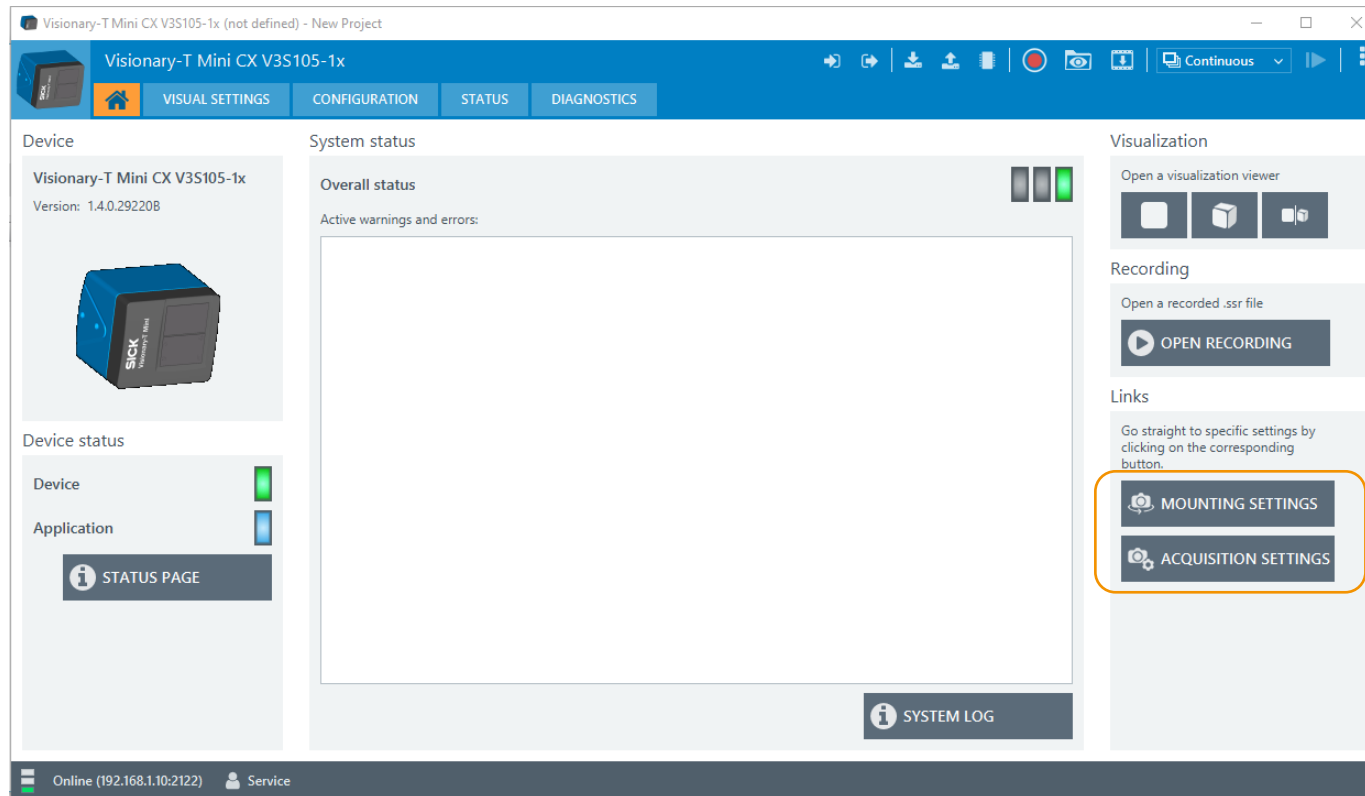 Visionary-T Mini CX V3S105-1x (not defined) - New Project
Visionary-T Mini CX V3S105-1x
Continuous
VISUAL SETTINGS
CONFIGURATION
STATUS
DIAGNOSTICS
Device
Visionary-T Mini CX V3S105-1x
Version: 1.4.0.29220B
SICK
Visionary-T Mini
Device status
Device
Application
STATUS PAGE
System status
Overall status
Active warnings and errors:
SYSTEM LOG
Visualization
Open a visualization viewer
Recording
Open a recorded .ssr file
OPEN RECORDING
Links
Go straight to specific settings by
clicking on the corresponding
button.
MOUNTING SETTINGS
ACQUISITION SETTINGS
Online (192.168.1.10:2122)
Service